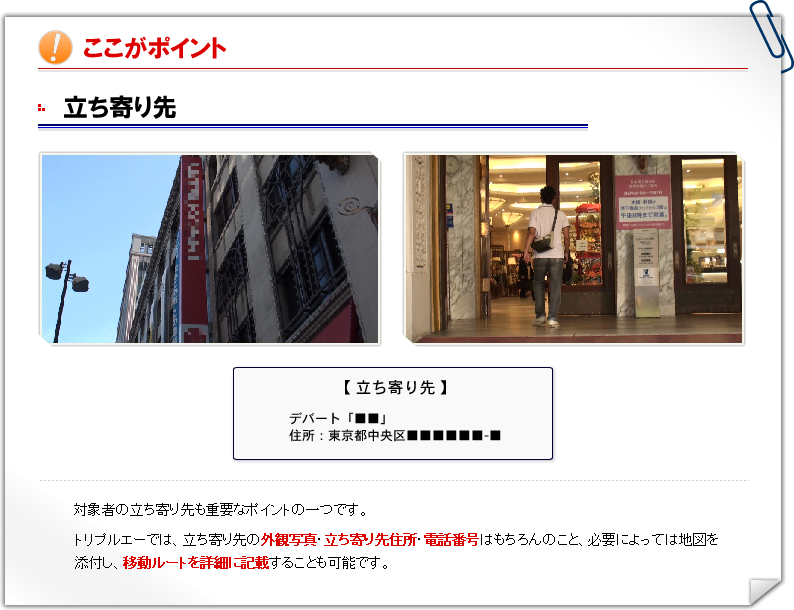 ここがポイント
立ち寄り先
【 立ち寄り先 】
デパート「■■」
住所：東京都中央区■■■■■■-■
対象者の立ち寄り先も重要なポイントの一つです。
トリプルエーでは、立ち寄り先の外観写真・立ち寄り先住所・電話番号はもちろんのこと、必要によっては地図を
添付し、移動ルートを詳細に記載することも可能です。